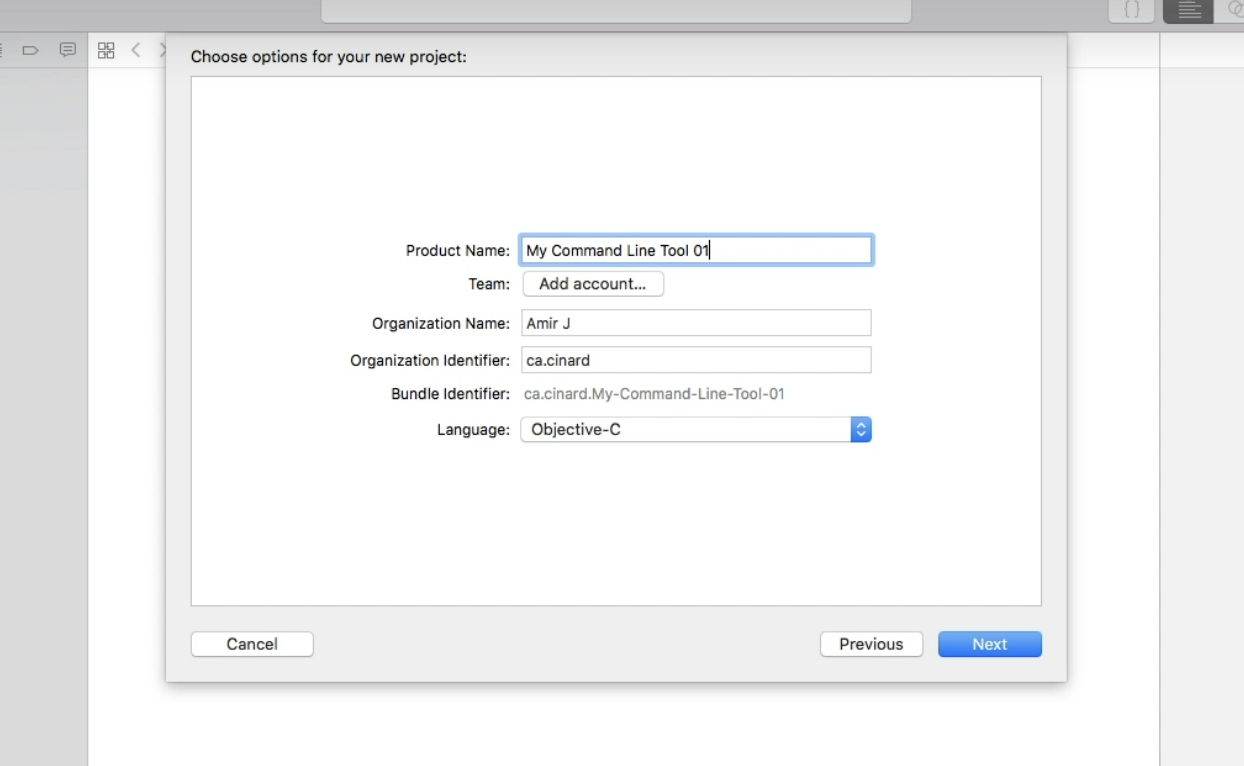 Choose options for your new project:
Product Name: My Command Line Tool 01
Team: Add account...
Organization Name: Amir J
Organization Identifier: ca.cinard
Bundle Identifier: ca.cinard.My-Command-Line-Tool-01
Language: Objective-C
Cancel Previous Next